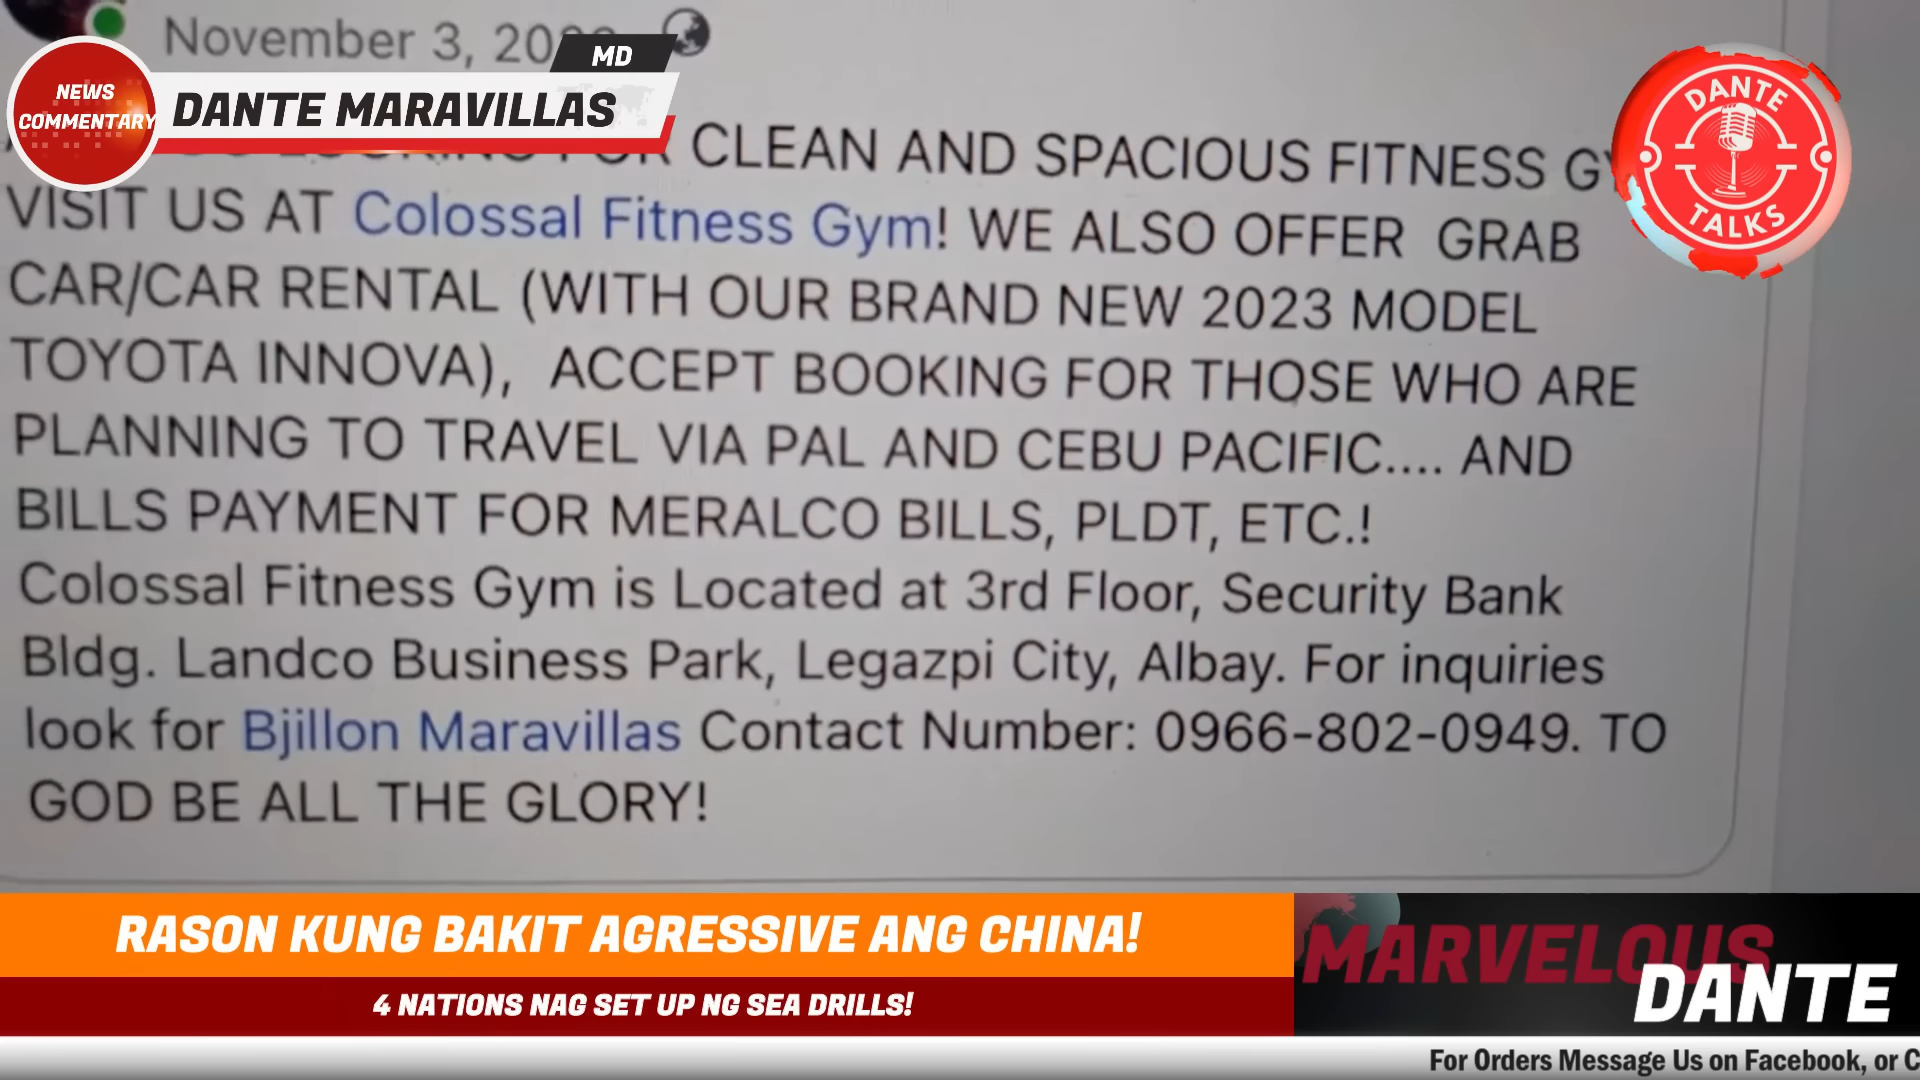 November 3, 20
MD
NEWS
COMMENTARY
DANTE MARAVILLAS
DANTE
TALKS
LOOKING FOR CLEAN AND SPACIOUS FITNESS
VISIT US AT Colossal Fitness Gym! WE ALSO OFFER GRAB
CAR/CAR RENTAL (WITH OUR BRAND NEW 2023 MODEL
TOYOTA INNOVA), ACCEPT BOOKING FOR THOSE WHO ARE
PLANNING TO TRAVEL VIA PAL AND CEBU PACIFIC.... AND
BILLS PAYMENT FOR MERALCO BILLS, PLDT, ETC.!
Colossal Fitness Gym is Located at 3rd Floor, Security Bank
Bldg. Landco Business Park, Legazpi City, Albay. For inquiries
look for Bjillon Maravillas Contact Number: 0966-802-0949. TO
GOD BE ALL THE GLORY!
RASON KUNG BAKIT AGRESSIVE ANG CHINA!
4 NATIONS NAG SET UP NG SEA DRILLS!
MARVELOUS
DANTE
For Orders Message Us on Facebook, or C